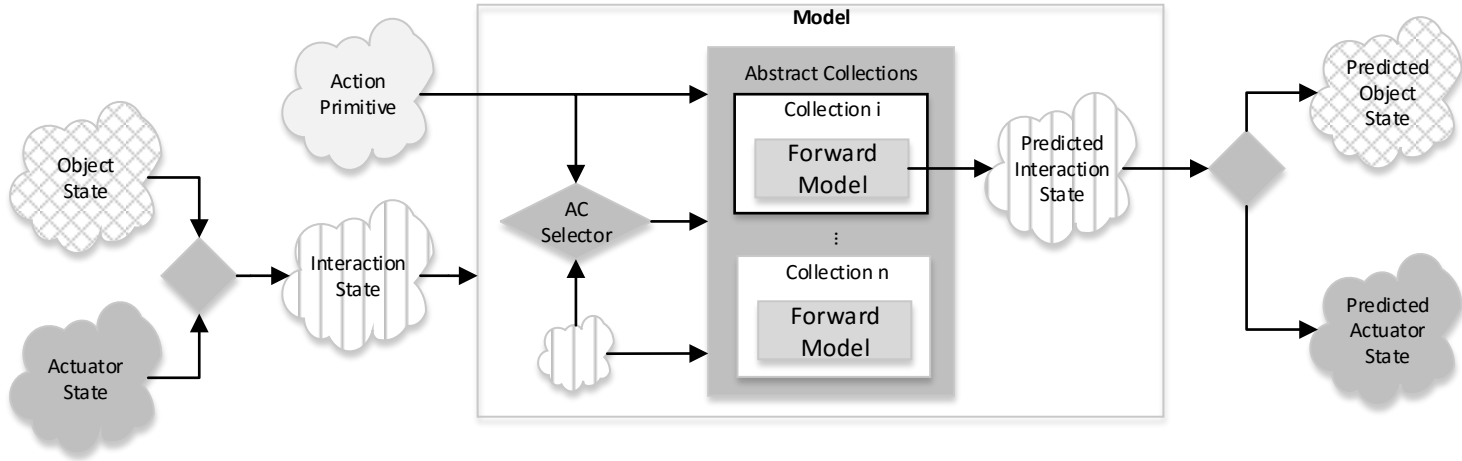 Model
Action
Primitive
Object
State
Actuator
State
Interaction
State
AC
Selector
Abstract Collections
Collection i
Forward
Model
...
Collection n
Forward
Model
Predicted
Interaction
State
Predicted
Object
State
Predicted
Actuator
State